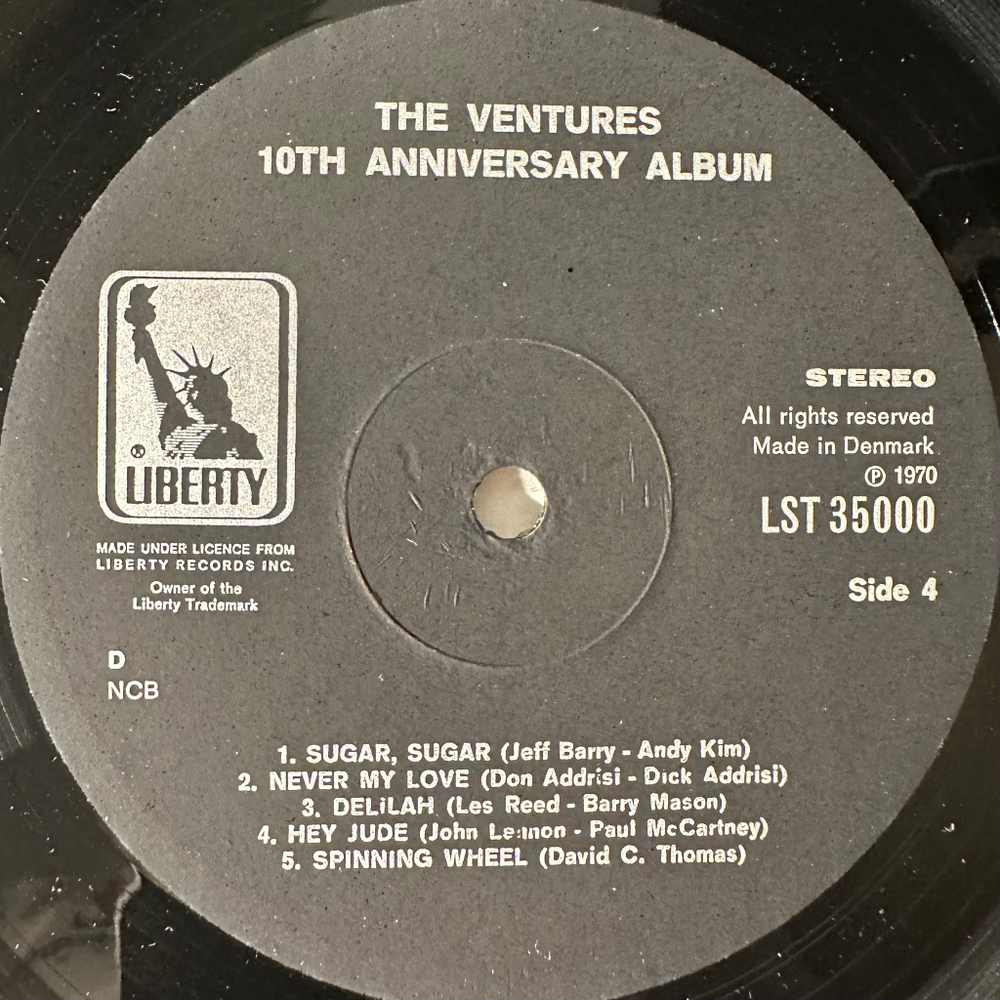 THE VENTURES
10TH ANNIVERSARY ALBUM
® LIBERTY
MADE UNDER LICENCE FROM
LIBERTY RECORDS INC.
Owner of the
Liberty Trademark
D
NCB
STEREO
All rights reserved
Made in Denmark
℗ 1970
LST 35000
Side 4
1. SUGAR, SUGAR (Jeff Barry - Andy Kim)
2. NEVER MY LOVE (Don Addrisi - Dick Addrisi)
3. DELILAH (Les Reed - Barry Mason)
4. HEY JUDE (John Lennon - Paul McCartney)
5. SPINNING WHEEL (David C. Thomas)